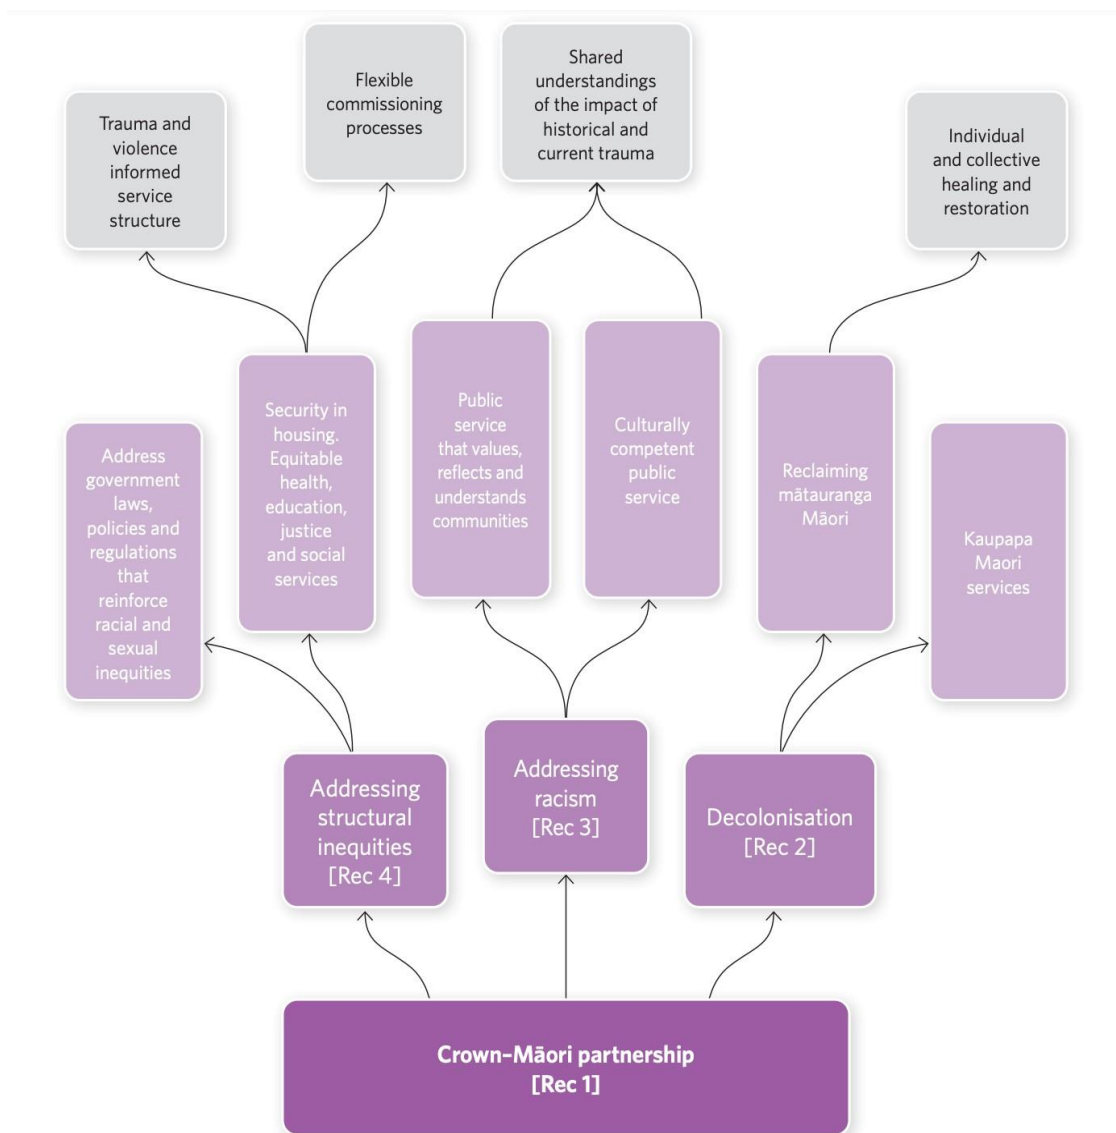 Trauma and
violence
informed
service
structure
Flexible
commissioning
processes
Shared
understandings
of the impact of
historical and
current trauma
Individual
and collective
healing and
restoration
Address
government
laws,
policies and
regulations
that
reinforce
racial and
sexual
inequities
Security in
housing.
Equitable
health,
education,
justice
and social
services
Public
service
that values,
reflects and
understands
communities
Culturally
competent
public
service
Reclaiming
mātauranga
Māori
Kaupapa
Maori
services
Addressing
structural
inequities
[Rec 4]
Addressing
racism
[Rec 3]
Decolonisation
[Rec 2]
Crown–Māori partnership
[Rec 1]